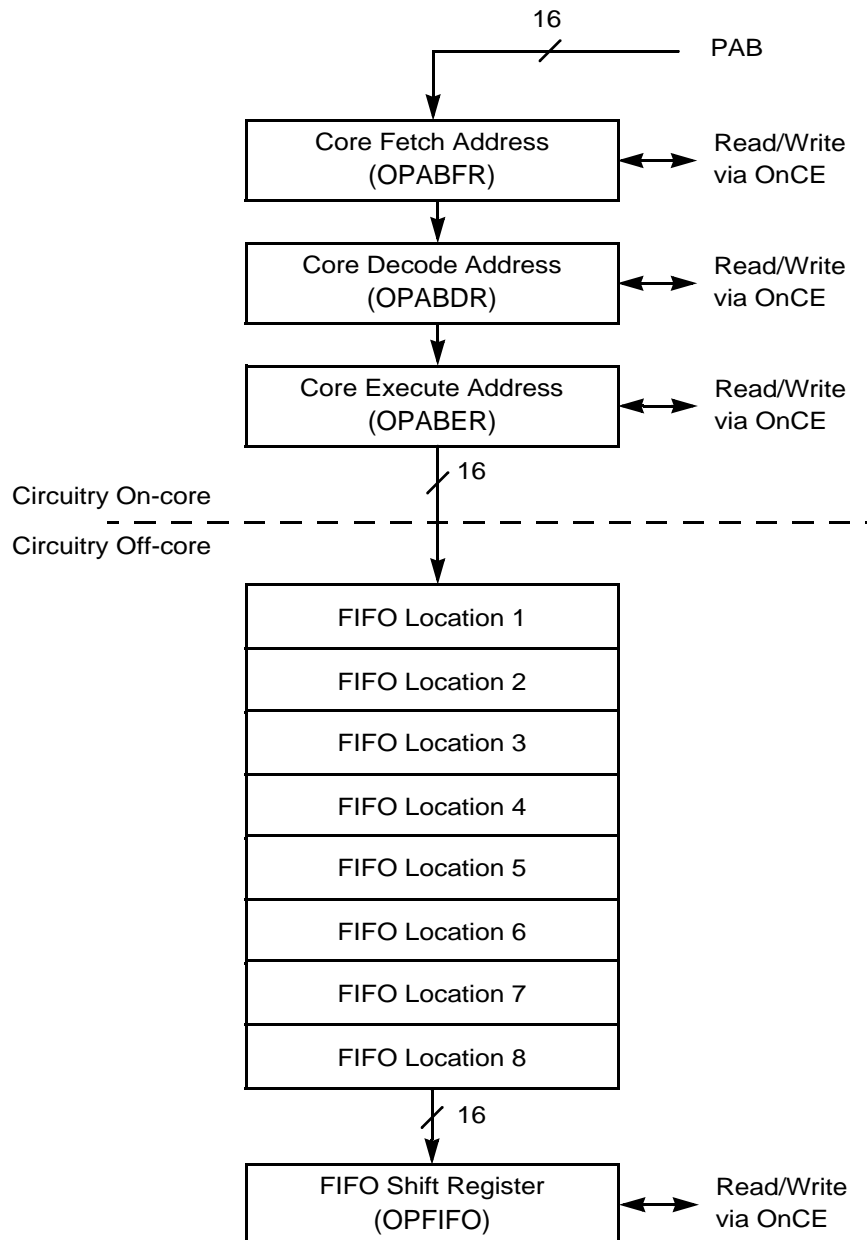 16
PAB
Core Fetch Address
(OPABFR)
Read/Write
via OnCE
Core Decode Address
(OPABDR)
Read/Write
via OnCE
Core Execute Address
(OPABER)
Read/Write
via OnCE
16
Circuitry On-core
Circuitry Off-core
FIFO Location 1
FIFO Location 2
FIFO Location 3
FIFO Location 4
FIFO Location 5
FIFO Location 6
FIFO Location 7
FIFO Location 8
16
FIFO Shift Register
(OPFIFO)
Read/Write
via OnCE